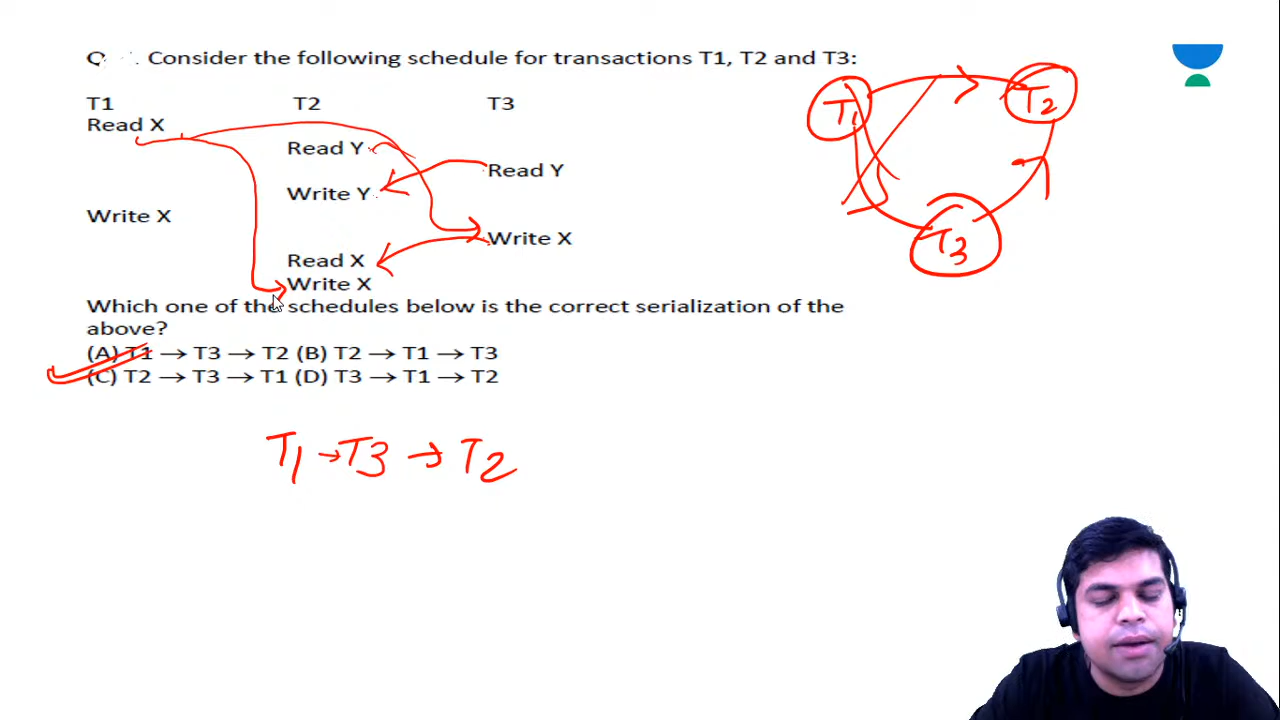 Q . Consider the following schedule for transactions T1, T2 and T3:
T1 T2 T3
Read X
Read Y
Read Y
Write Y
Write X
Write X
Read X
Write X
Which one of the schedules below is the correct serialization of the
above?
(A) T1 → T3 → T2 (B) T2 → T1 → T3
(C) T2 → T3 → T1 (D) T3 → T1 → T2
T1 T2
T3
T1 → T3 → T2